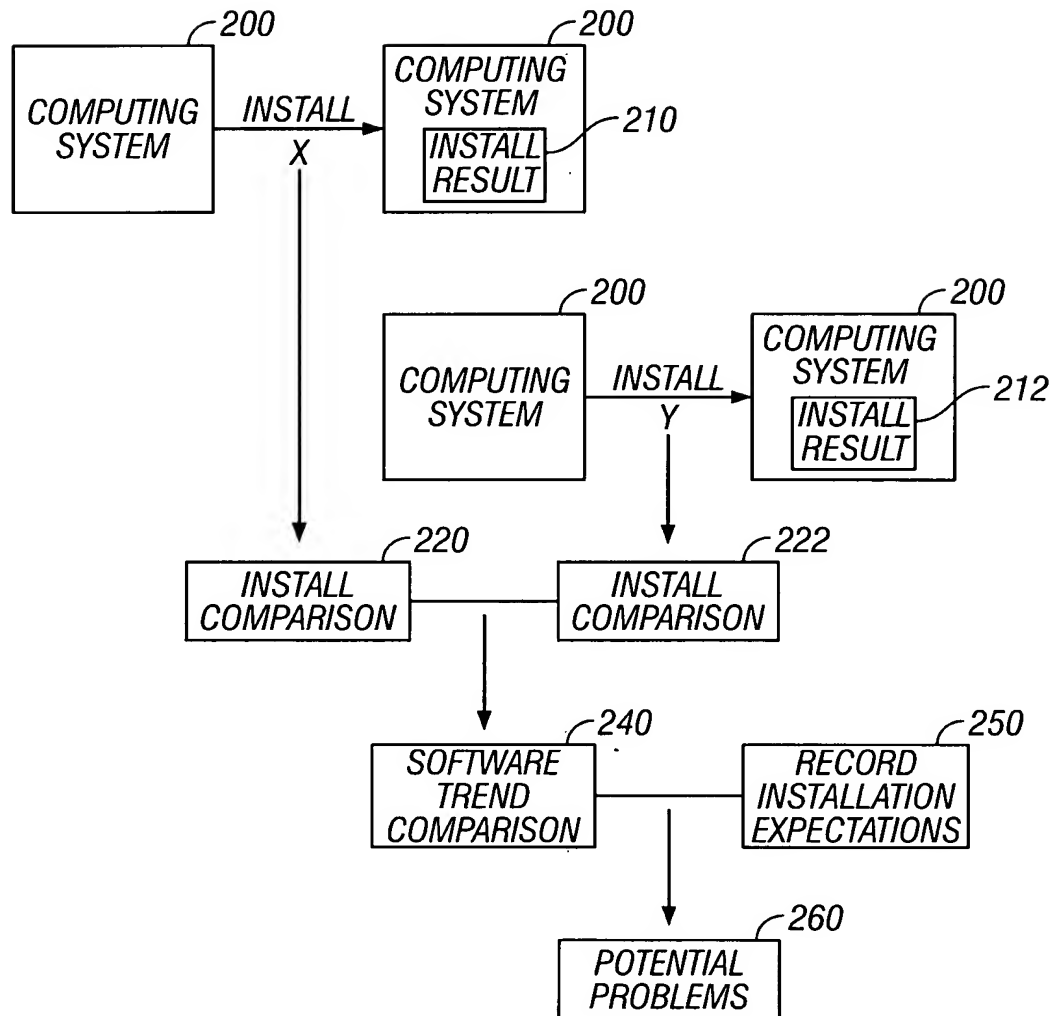 200
200
COMPUTING
SYSTEM
INSTALL
X
COMPUTING
SYSTEM
INSTALL
RESULT
210
200
200
COMPUTING
SYSTEM
INSTALL
Y
COMPUTING
SYSTEM
INSTALL
RESULT
212
220
222
INSTALL
COMPARISON
INSTALL
COMPARISON
240
250
SOFTWARE
TREND
COMPARISON
RECORD
INSTALLATION
EXPECTATIONS
260
POTENTIAL
PROBLEMS